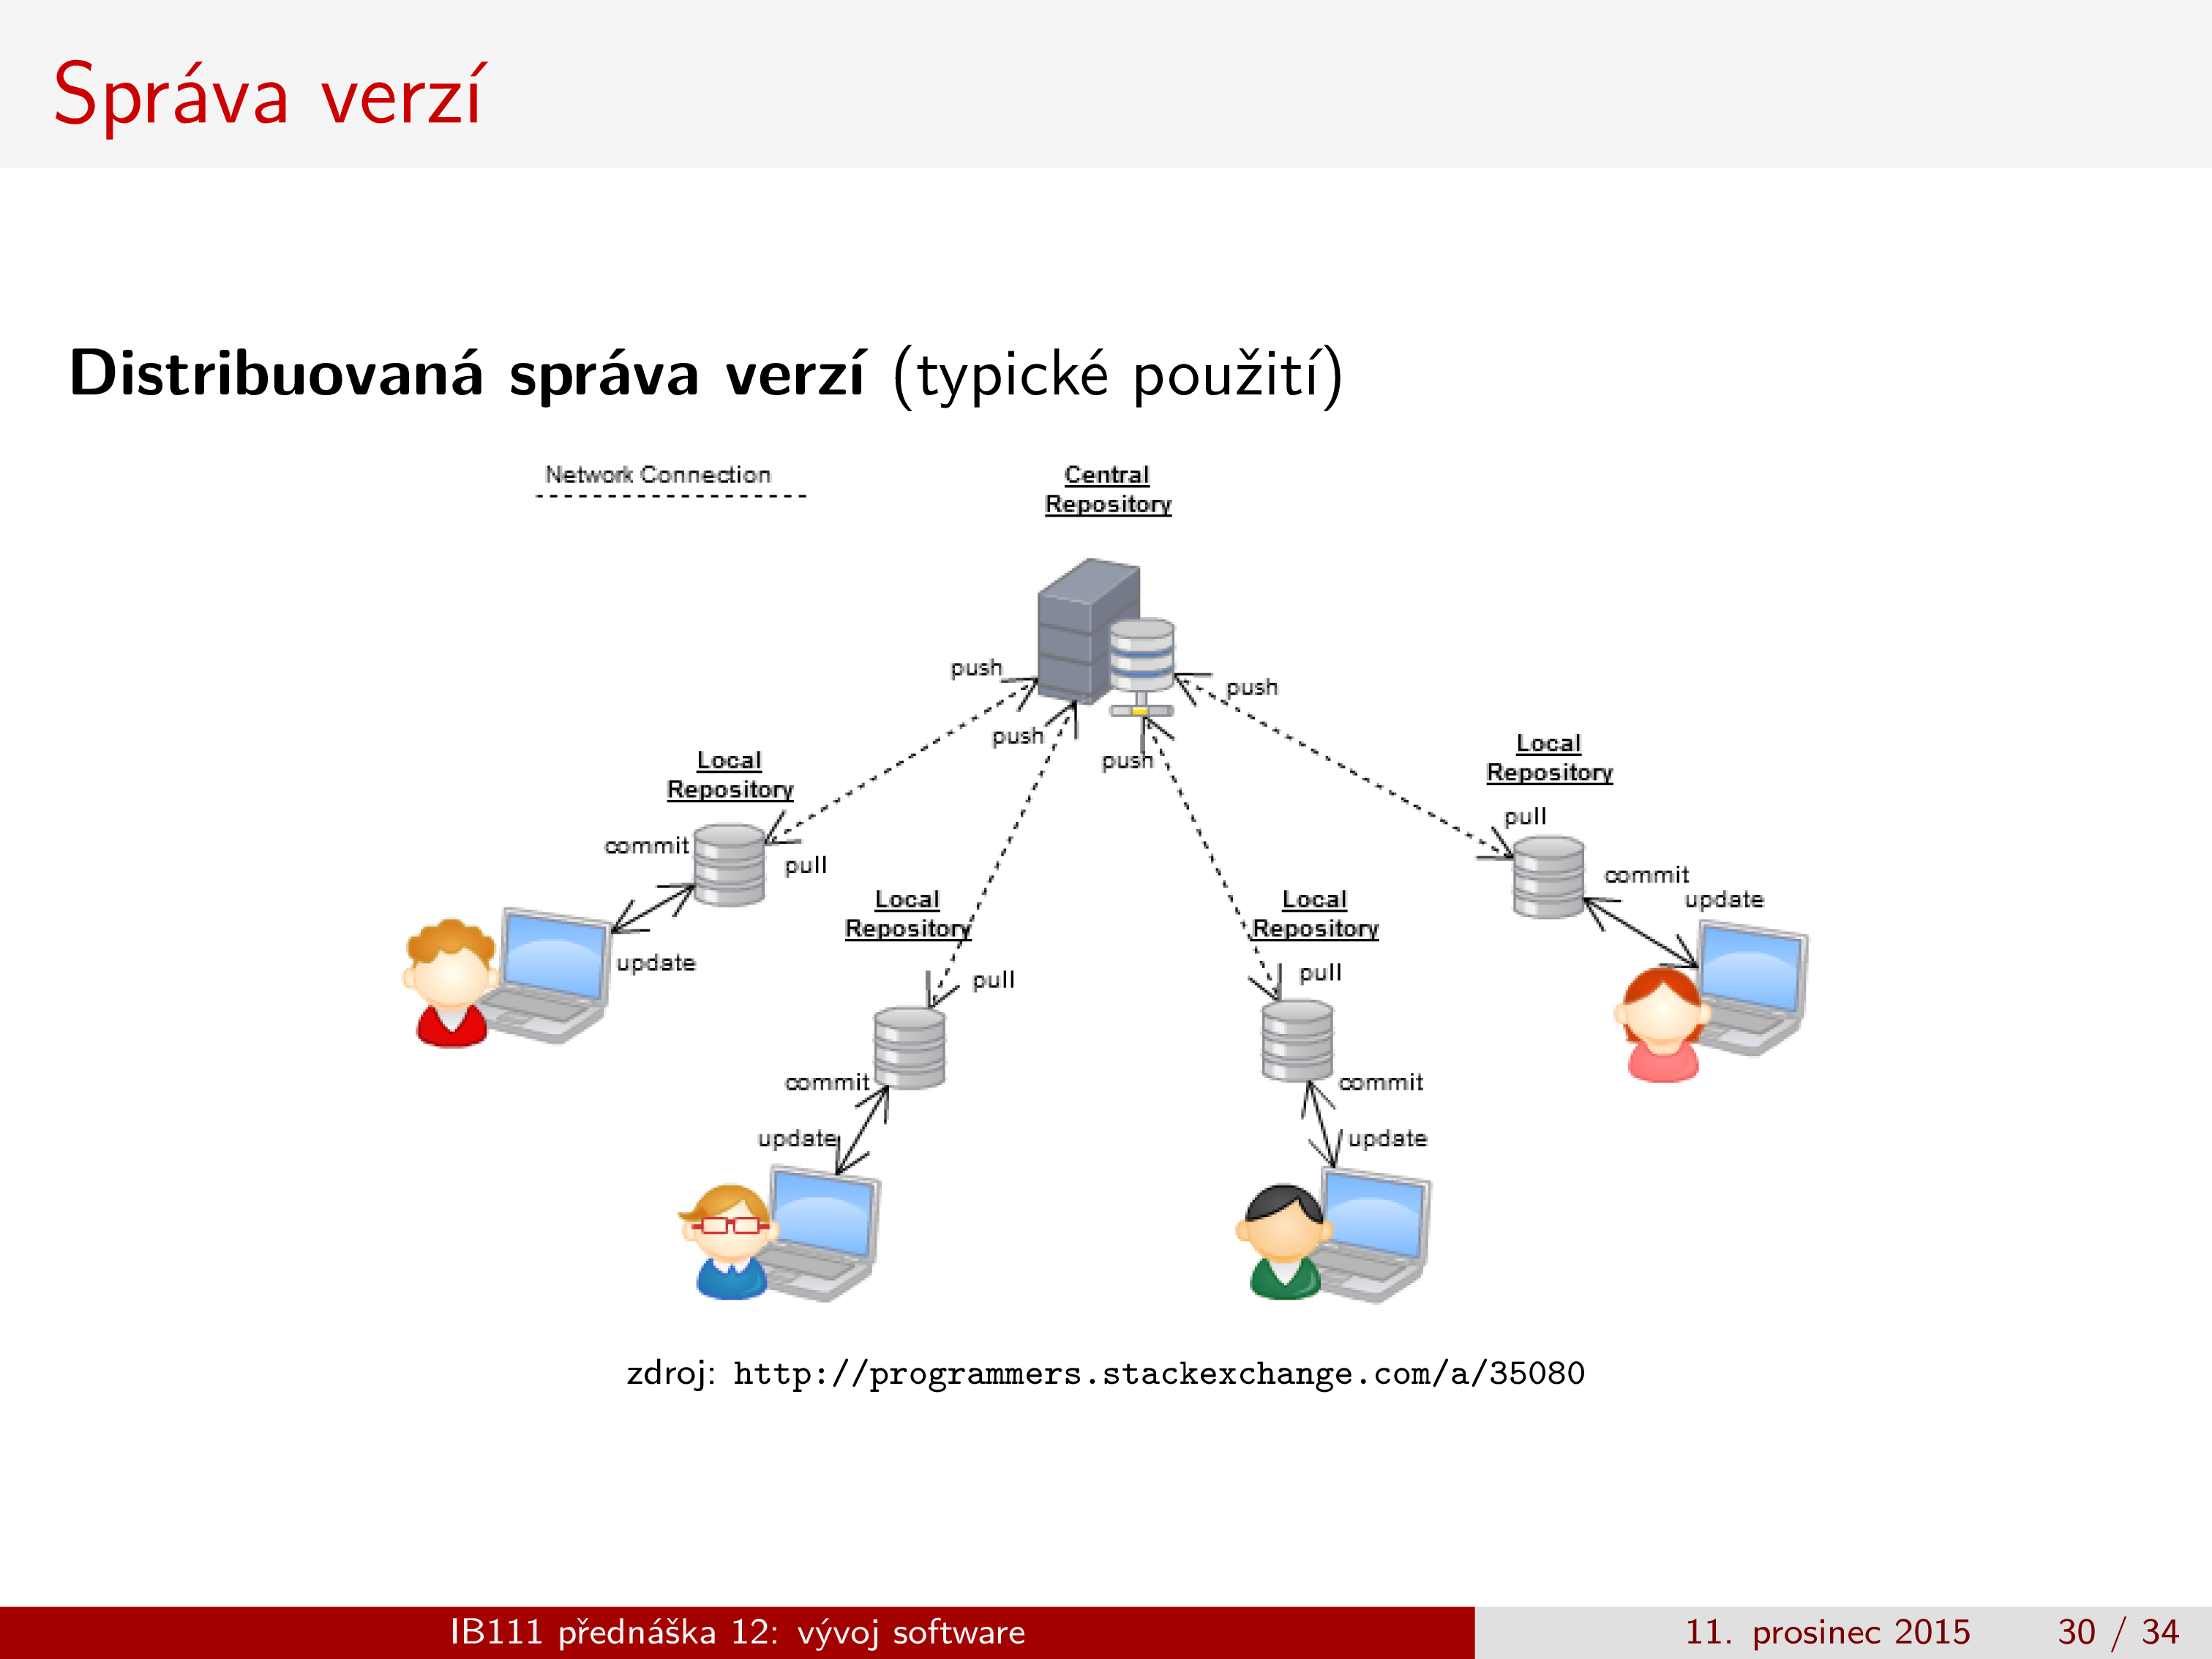 Správa verzí
Distribuovaná správa verzí (typické použití)
Network Connection
Central
Repository
push
push
push
push
Local
Repository
commit
pull
update
Local
Repository
pull
commit
update
Local
Repository
pull
commit
update
Local
Repository
pull
commit
update
zdroj: http://programmers.stackexchange.com/a/35080
IB111 přednáška 12: vývoj software
11. prosinec 2015
30 / 34